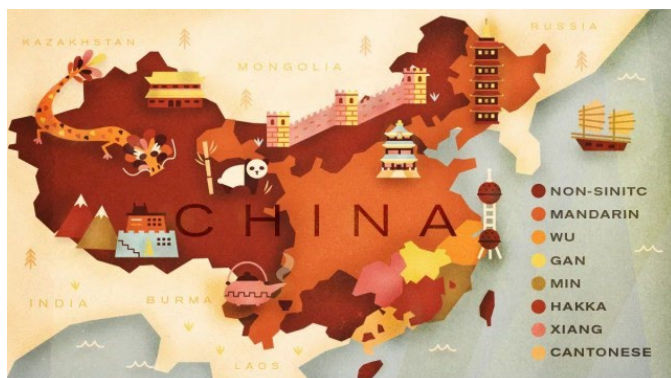 RUSSIA
KAZAKHSTAN
MONGOLIA
CHINA
NON-SINITC
MANDARIN
WU
GAN
MIN
HAKKA
XIANG
CANTONESE
INDIA
BURMA
LAOS